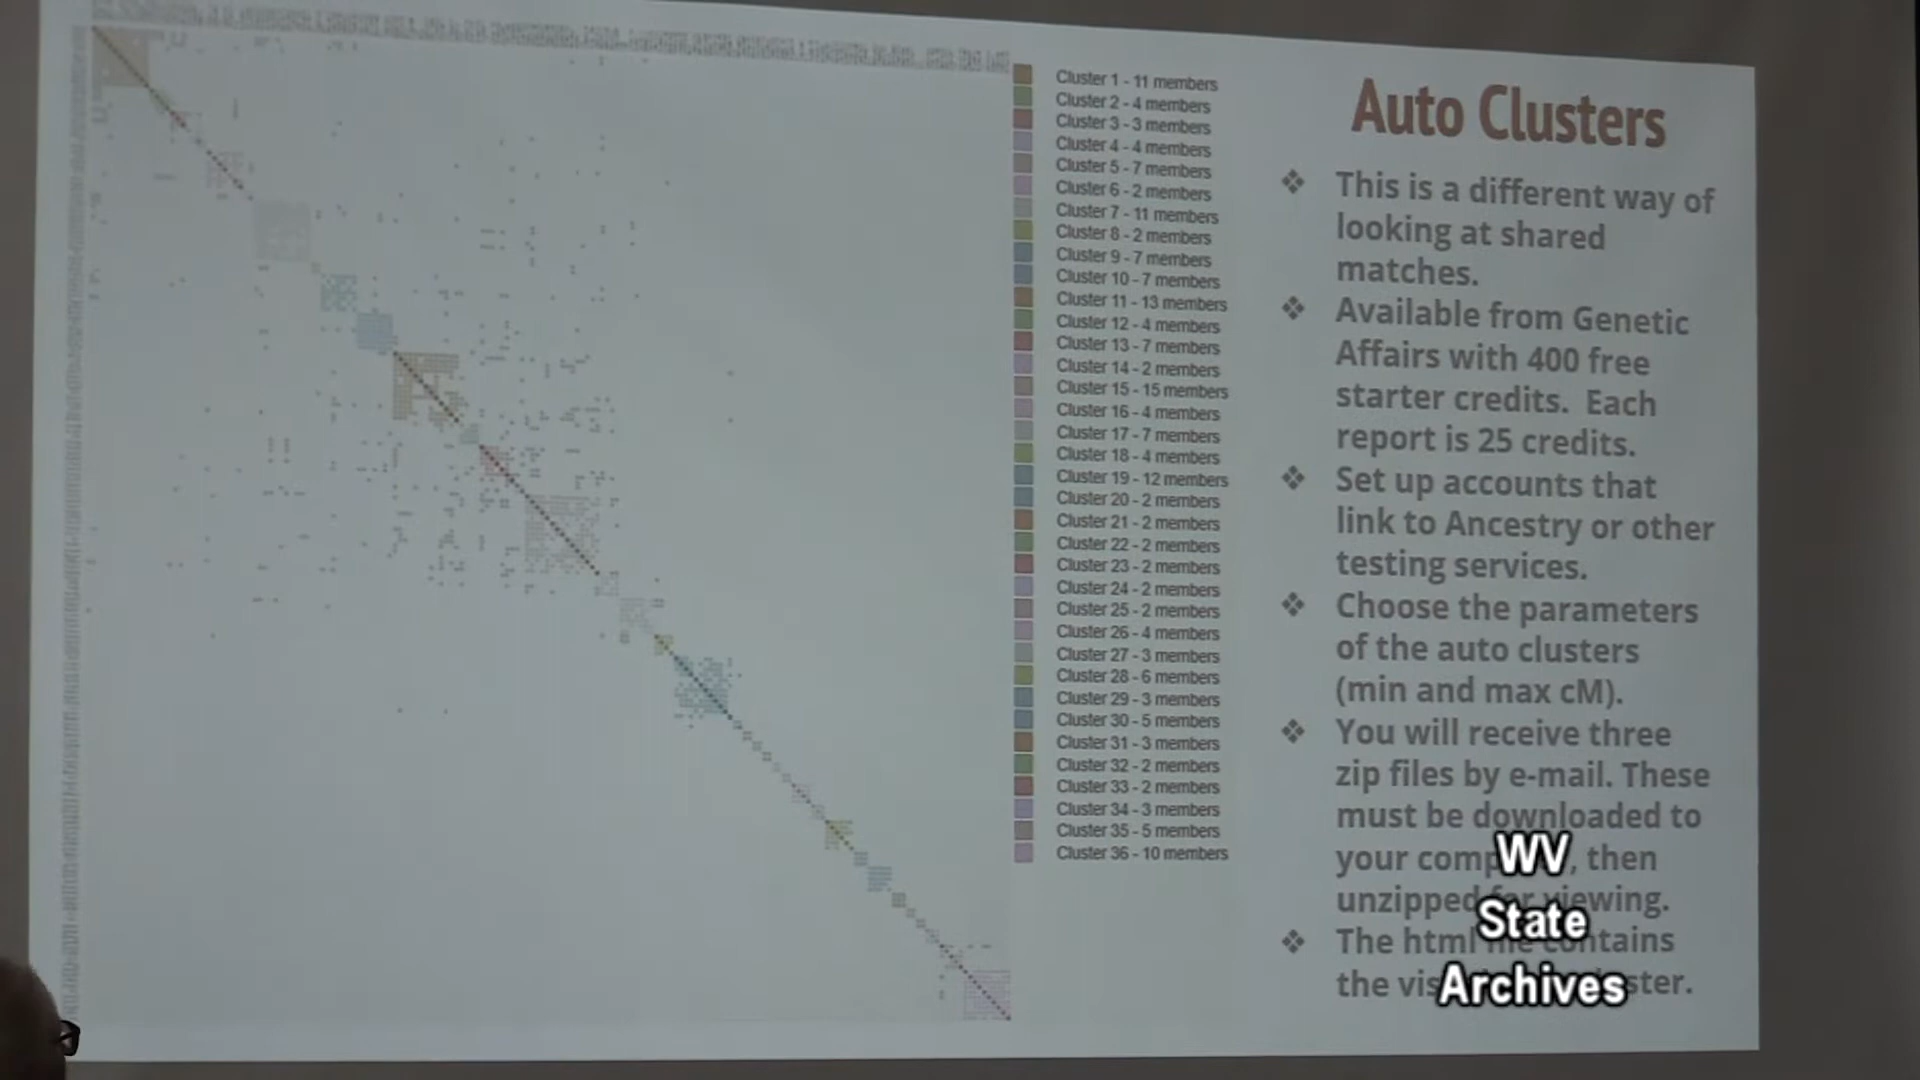 Cluster 1 - 11 members
Cluster 2 - 4 members
Cluster 3 - 3 members
Cluster 4 - 4 members
Cluster 5 - 7 members
Cluster 6 - 2 members
Cluster 7 - 11 members
Cluster 8 - 2 members
Cluster 9 - 7 members
Cluster 10 - 7 members
Cluster 11 - 13 members
Cluster 12 - 4 members
Cluster 13 - 7 members
Cluster 14 - 2 members
Cluster 15 - 15 members
Cluster 16 - 4 members
Cluster 17 - 7 members
Cluster 18 - 4 members
Cluster 19 - 12 members
Cluster 20 - 2 members
Cluster 21 - 2 members
Cluster 22 - 2 members
Cluster 23 - 2 members
Cluster 24 - 2 members
Cluster 25 - 2 members
Cluster 26 - 4 members
Cluster 27 - 3 members
Cluster 28 - 6 members
Cluster 29 - 3 members
Cluster 30 - 5 members
Cluster 31 - 3 members
Cluster 32 - 2 members
Cluster 33 - 2 members
Cluster 34 - 3 members
Cluster 35 - 5 members
Cluster 36 - 10 members
Auto Clusters
❖ This is a different way of
looking at shared
matches.
❖ Available from Genetic
Affairs with 400 free
starter credits. Each
report is 25 credits.
❖ Set up accounts that
link to Ancestry or other
testing services.
❖ Choose the parameters
of the auto clusters
(min and max cM).
❖ You will receive three
zip files by e-mail. These
must be downloaded to
your , then
unzipped for viewing.
❖ The html file contains
the
WV
State
Archives